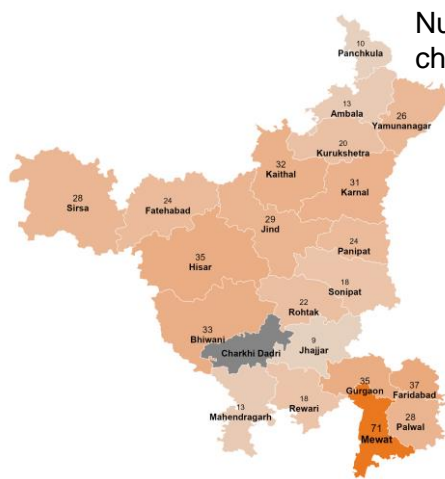 Nu
ch
10
Panchkula
13
Ambala
26
Yamunanagar
20
Kurukshetra
32
Kaithal
31
Karnal
28
Sirsa
24
Fatehabad
29
Jind
24
Panipat
35
Hisar
18
Sonipat
22
Rohtak
33
Bhiwani
9
Jhajjar
Charkhi Dadri
35
Gurgaon
37
Faridabad
13
Mahendragarh
18
Rewari
28
Palwal
71
Mewat